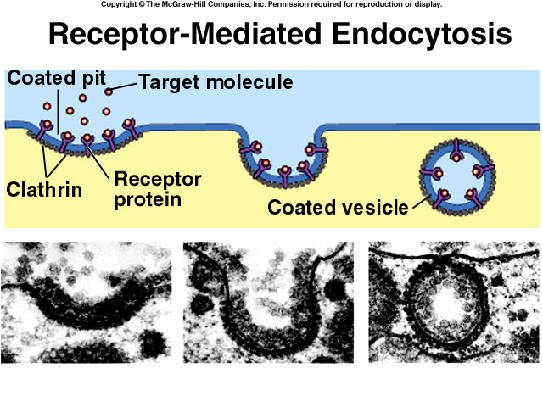 Copyright © The McGraw-Hill Companies, Inc. Permission required for reproduction or display.
Receptor-Mediated Endocytosis
Coated pit
Target molecule
Clathrin
Receptor
protein
Coated vesicle